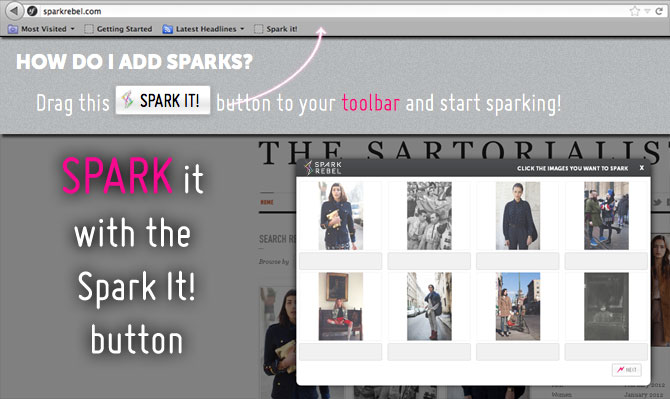 sparkrebel.com
Most Visited Getting Started Latest Headlines Spark it!
HOW DO I ADD SPARKS?
Drag this SPARK IT! button to your toolbar and start sparking!
THE SARTORIALIST
SPARK it
with the
Spark It!
button
SPARK
REBEL
CLICK THE IMAGES YOU WANT TO SPARK X
HOME
SEARCH RE
Browse by
NEXT
Women
January 2012